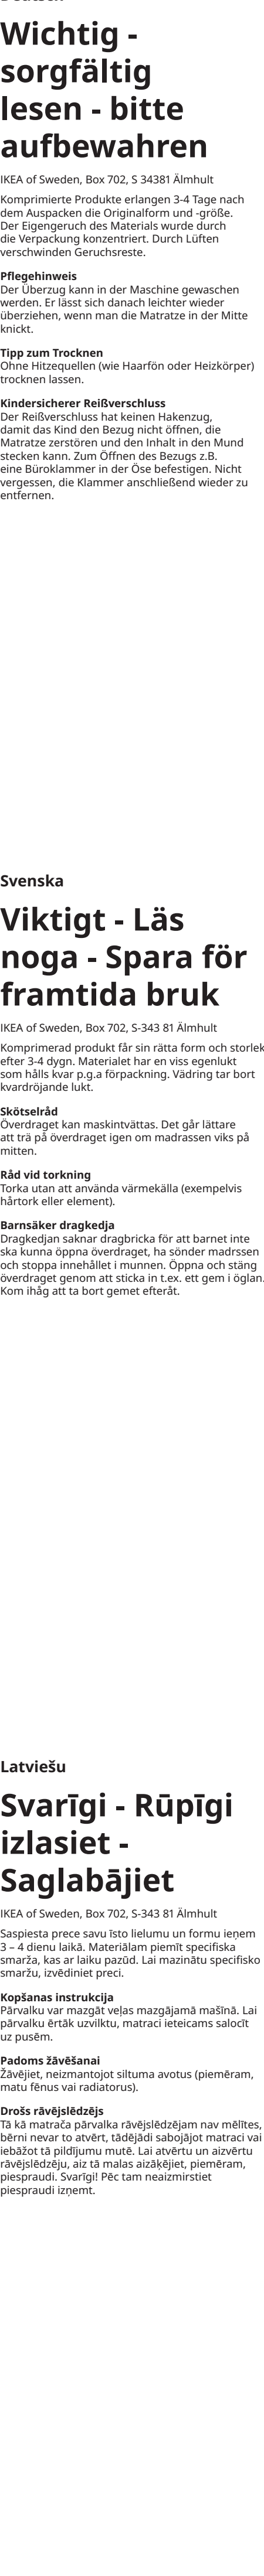 Wichtig -
sorgfältig
lesen - bitte
aufbewahren
IKEA of Sweden, Box 702, S 34381 Älmhult
Komprimierte Produkte erlangen 3-4 Tage nach
dem Auspacken die Originalform und -größe.
Der Eigengeruch des Materials wurde durch
die Verpackung konzentriert. Durch Lüften
verschwinden Geruchsreste.
Pflegehinweis
Der Überzug kann in der Maschine gewaschen
werden. Er lässt sich danach leichter wieder
überziehen, wenn man die Matratze in der Mitte
knickt.
Tipp zum Trocknen
Ohne Hitzequellen (wie Haarfön oder Heizkörper)
trocknen lassen.
Kindersicherer Reißverschluss
Der Reißverschluss hat keinen Hakenzug,
damit das Kind den Bezug nicht öffnen, die
Matratze zerstören und den Inhalt in den Mund
stecken kann. Zum Öffnen des Bezugs z.B.
eine Büroklammer in der Öse befestigen. Nicht
vergessen, die Klammer anschließend wieder zu
entfernen.
Svenska
Viktigt - Läs
noga - Spara för
framtida bruk
IKEA of Sweden, Box 702, S-343 81 Älmhult
Komprimerad produkt får sin rätta form och storlek
efter 3-4 dygn. Materialet har en viss egenlukt
som hålls kvar p.g.a förpackning. Vädring tar bort
kvardröjande lukt.
Skötselråd
Överdraget kan maskintvättas. Det går lättare
att trä på överdraget igen om madrassen viks på
mitten.
Råd vid torkning
Torka utan att använda värmekälla (exempelvis
hårtork eller element).
Barnsäker dragkedja
Dragkedjan saknar dragbricka för att barnet inte
ska kunna öppna överdraget, ha sönder madrssen
och stoppa innehållet i munnen. Öppna och stäng
överdraget genom att sticka in t.ex. ett gem i öglan.
Kom ihåg att ta bort gemet efteråt.
Latviešu
Svarīgi - Rūpīgi
izlasiet -
Saglabājiet
IKEA of Sweden, Box 702, S-343 81 Älmhult
Saspiesta prece savu īsto lielumu un formu ieņem
3 – 4 dienu laikā. Materiālam piemīt specifiska
smarža, kas ar laiku pazūd. Lai mazinātu specifisko
smaržu, izvēdiniet preci.
Kopšanas instrukcija
Pārvalku var mazgāt veļas mazgājamā mašīnā. Lai
pārvalku ērtāk uzvilktu, matraci ieteicams salocīt
uz pusēm.
Padoms žāvēšanai
Žāvējiet, neizmantojot siltuma avotus (piemēram,
matu fēnus vai radiatorus).
Drošs rāvējslēdzējs
Tā kā matrača pārvalka rāvējslēdzējam nav mēlītes,
bērni nevar to atvērt, tādējādi sabojājot matraci vai
iebāžot tā pildījumu mutē. Lai atvērtu un aizvērtu
rāvējslēdzēju, aiz tā malas aizāķējiet, piemēram,
piespraudi. Svarīgi! Pēc tam neaizmirstiet
piespraudi izņemt.